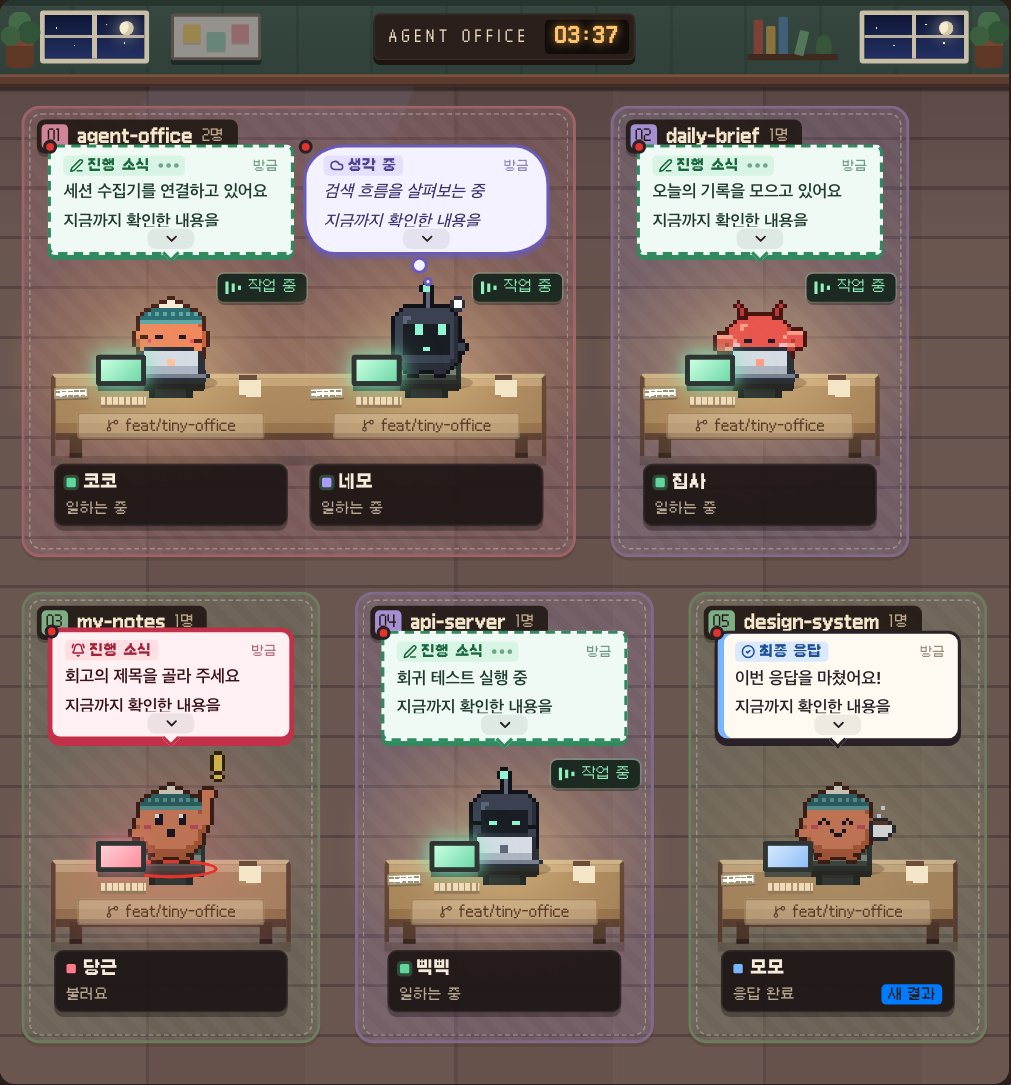 AGENT OFFICE 03:37
01 agent-office 2명
진행 소식 방금
세션 수집기를 연결하고 있어요
지금까지 확인한 내용을
생각 중 방금
검색 흐름을 살펴보는 중
지금까지 확인한 내용을
작업 중
작업 중
feat/tiny-office
feat/tiny-office
코코
일하는 중
네모
일하는 중
02 daily-brief 1명
진행 소식 방금
오늘의 기록을 모으고 있어요
지금까지 확인한 내용을
작업 중
feat/tiny-office
집사
일하는 중
03 my-notes 1명
진행 소식 방금
회고의 제목을 골라 주세요
지금까지 확인한 내용을
feat/tiny-office
당근
불러요
04 api-server 1명
진행 소식 방금
회귀 테스트 실행 중
지금까지 확인한 내용을
작업 중
feat/tiny-office
삑삑
일하는 중
05 design-system 1명
최종 응답 방금
이번 응답을 마쳤어요!
지금까지 확인한 내용을
feat/tiny-office
모모
응답 완료 새 결과